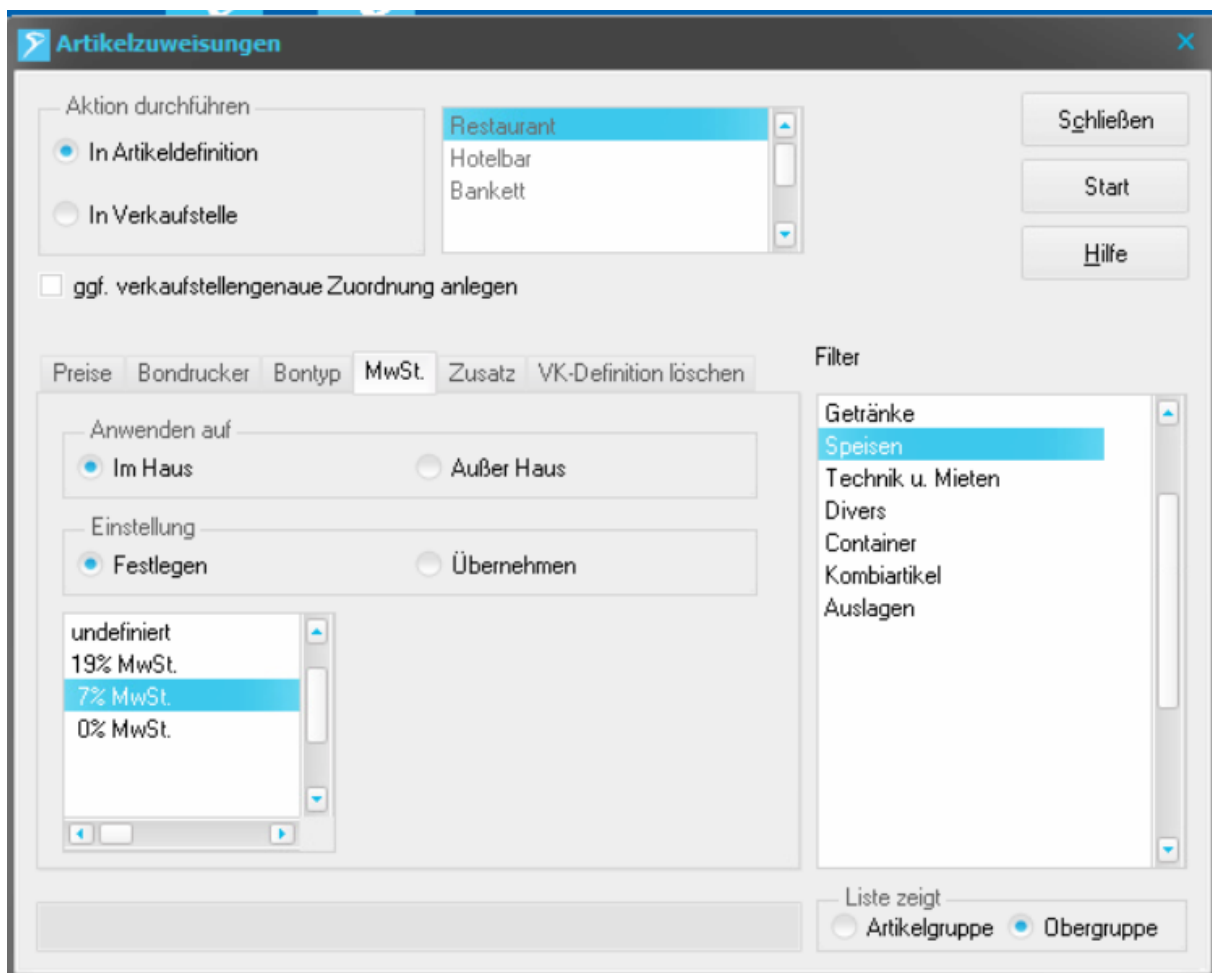 Artikelzuweisungen
Aktion durchführen
In Artikeldefinition
In Verkaufstelle
Restaurant
Hotelbar
Bankett
Schließen
Start
Hilfe
ggf. verkaufstellengenaue Zuordnung anlegen
Preise Bondrucker Bontyp MwSt. Zusatz VK-Definition löschen
Anwenden auf
Im Haus Außer Haus
Einstellung
Festlegen Übernehmen
undefiniert
19% MwSt.
7% MwSt.
0% MwSt.
Filter
Getränke
Speisen
Technik u. Mieten
Divers
Container
Kombiartikel
Auslagen
Liste zeigt
Artikelgruppe Obergruppe